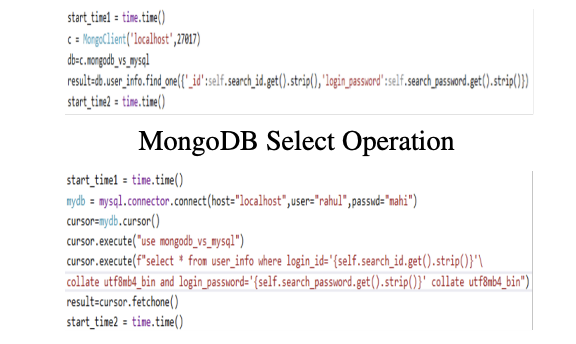 start_time1 = time.time()
c = MongoClient('localhost',27017)
db=c.mongodb_vs_mysql
result=db.user_info.find_one({'_id':self.search_id.get().strip(),'login_password':self.search_password.get().strip()})
start_time2 = time.time()
MongoDB Select Operation
start_time1 = time.time()
mydb = mysql.connector.connect(host="localhost",user="rahul",passwd="mahi")
cursor=mydb.cursor()
cursor.execute("use mongodb_vs_mysql")
cursor.execute(f"select * from user_info where login_id='{self.search_id.get().strip()}'\
collate utf8mb4_bin and login_password='{self.search_password.get().strip()}' collate utf8mb4_bin")
result=cursor.fetchone()
start_time2 = time.time()